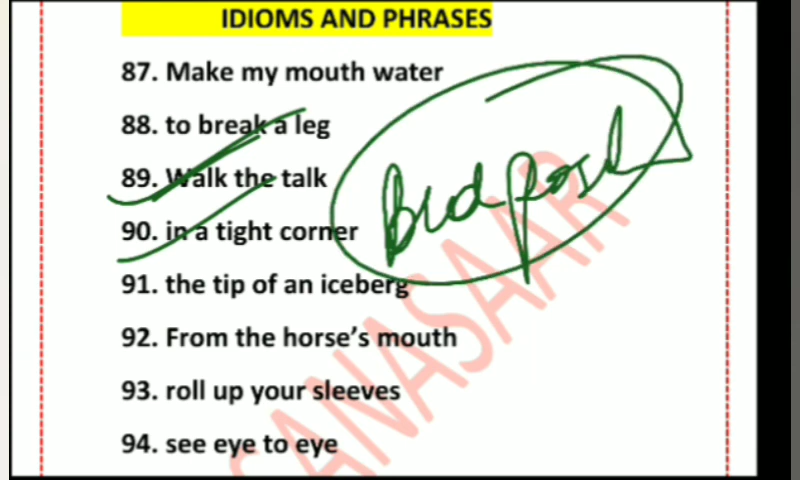 IDIOMS AND PHRASES
87. Make my mouth water
88. to break a leg
89. Walk the talk
90. in a tight corner
91. the tip of an iceberg
92. From the horse's mouth
93. roll up your sleeves
94. see eye to eye